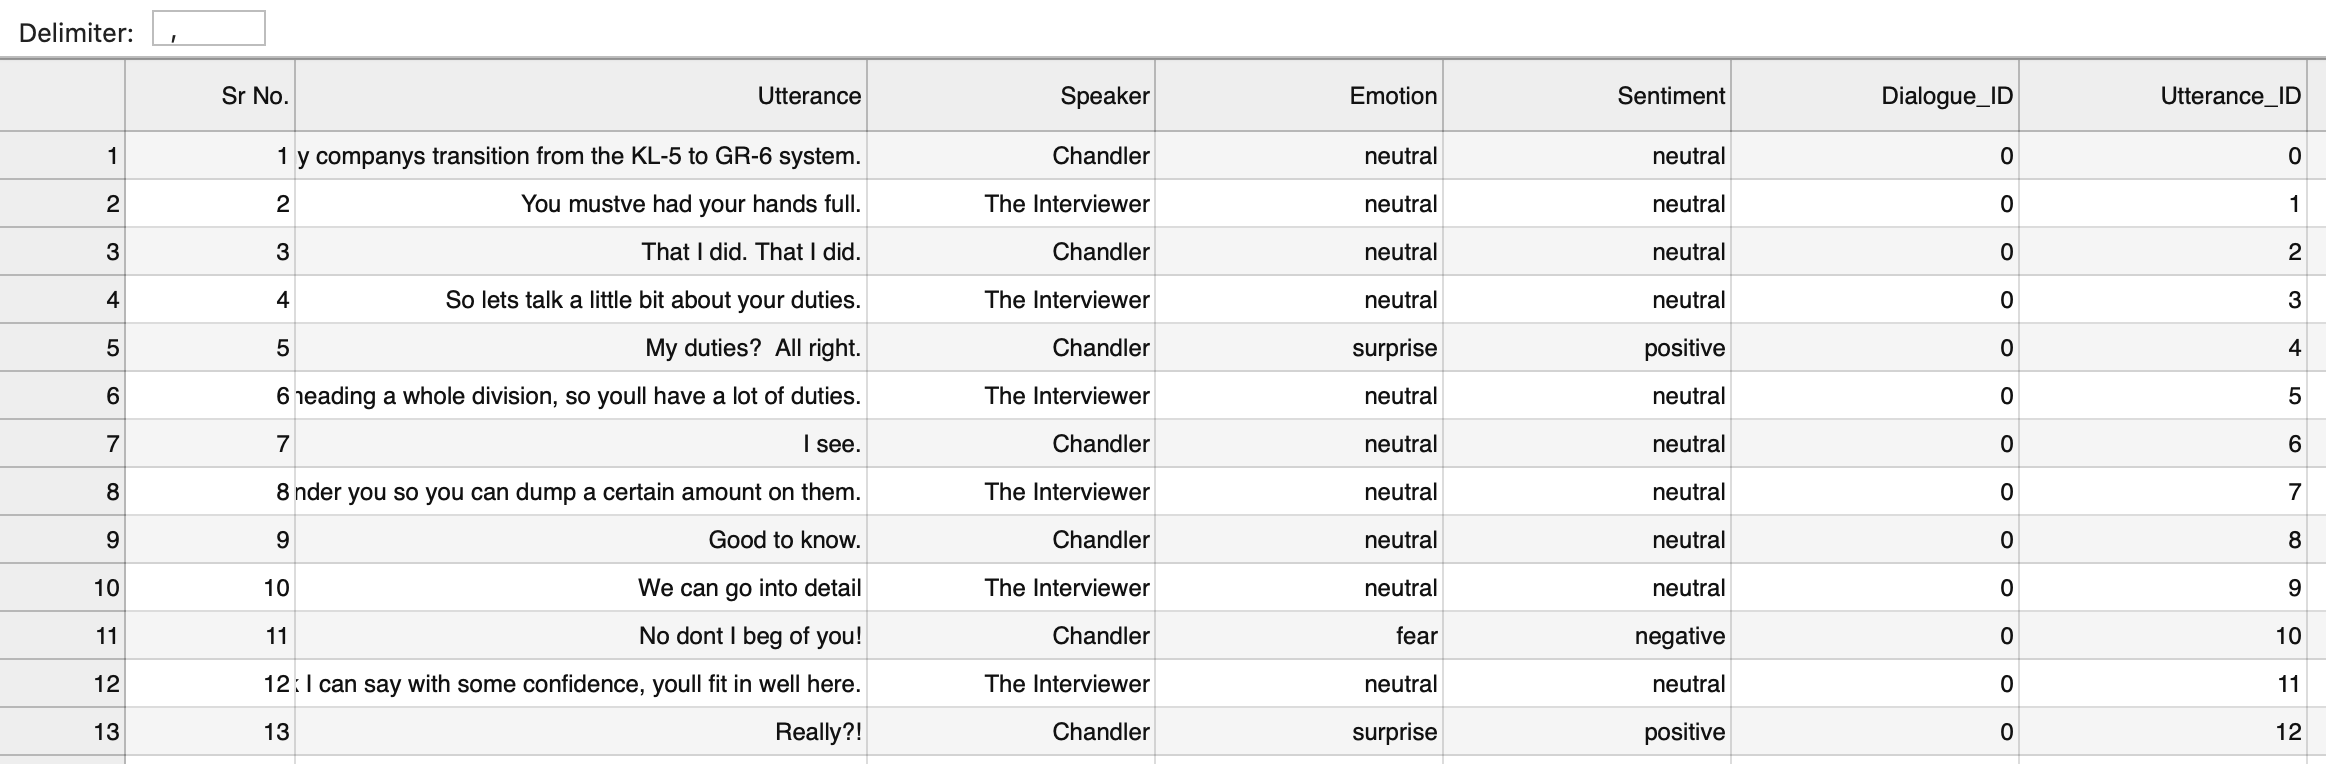 Delimiter: ,
Sr No. Utterance Speaker Emotion Sentiment Dialogue_ID Utterance_ID
1 1 y companys transition from the KL-5 to GR-6 system. Chandler neutral neutral 0 0
2 2 You mustve had your hands full. The Interviewer neutral neutral 0 1
3 3 That I did. That I did. Chandler neutral neutral 0 2
4 4 So lets talk a little bit about your duties. The Interviewer neutral neutral 0 3
5 5 My duties?  All right. Chandler surprise positive 0 4
6 6 heading a whole division, so youll have a lot of duties. The Interviewer neutral neutral 0 5
7 7 I see. Chandler neutral neutral 0 6
8 8 nder you so you can dump a certain amount on them. The Interviewer neutral neutral 0 7
9 9 Good to know. Chandler neutral neutral 0 8
10 10 We can go into detail The Interviewer neutral neutral 0 9
11 11 No dont I beg of you! Chandler fear negative 0 10
12 12 I can say with some confidence, youll fit in well here. The Interviewer neutral neutral 0 11
13 13 Really?! Chandler surprise positive 0 12